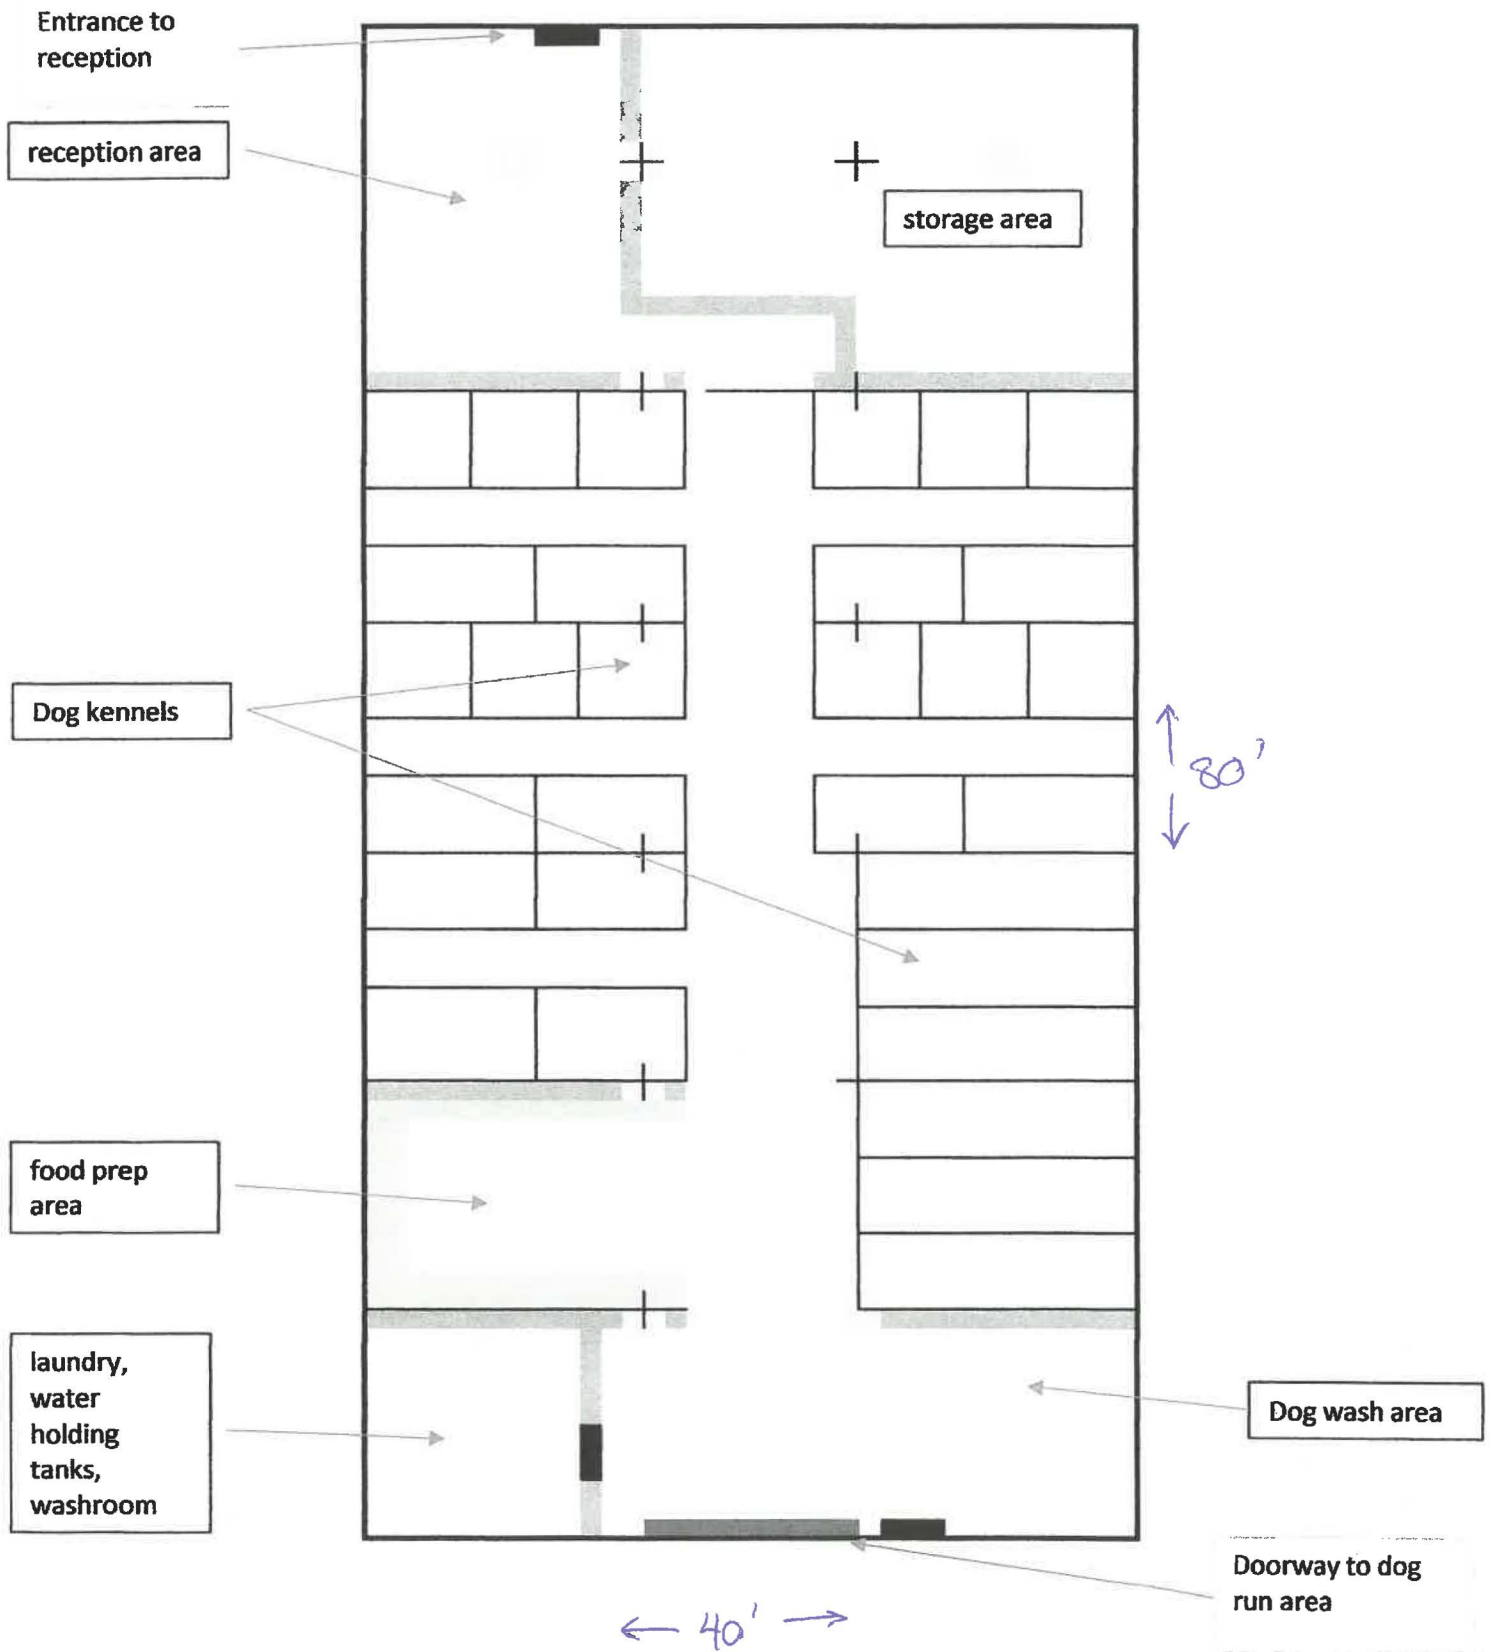 Entrance to
reception
reception area
storage area
Dog kennels
80'
food prep
area
laundry,
water
holding
tanks,
washroom
Dog wash area
Doorway to dog
run area
40'